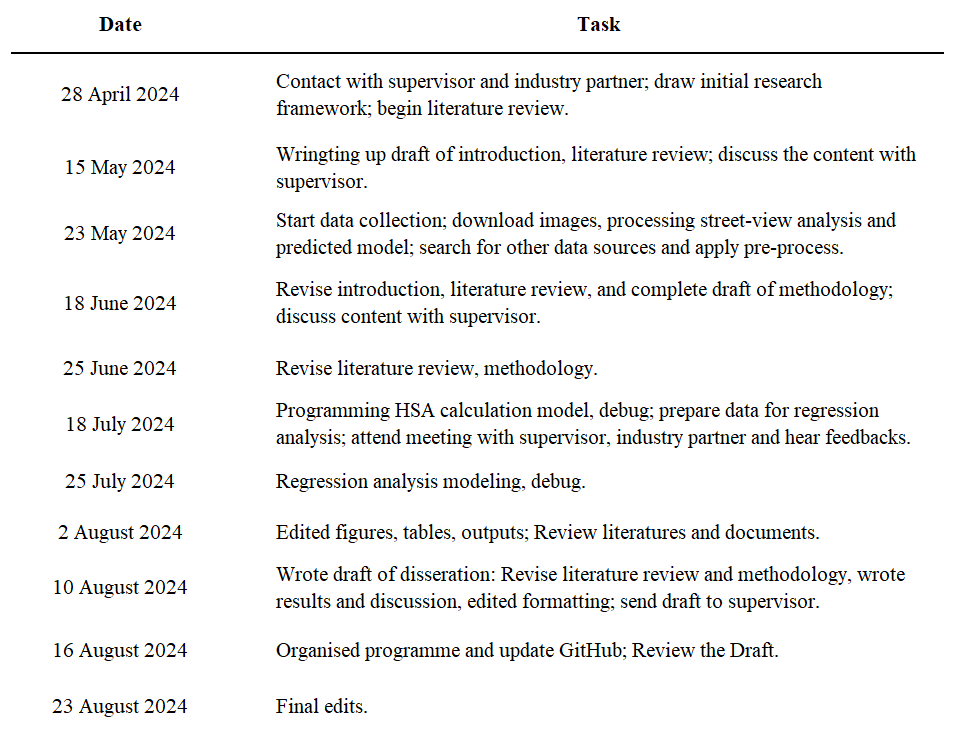 Date Task
28 April 2024 Contact with supervisor and industry partner; draw initial research
framework; begin literature review.
15 May 2024 Wringting up draft of introduction, literature review; discuss the content with
supervisor.
23 May 2024 Start data collection; download images, processing street-view analysis and
predicted model; search for other data sources and apply pre-process.
18 June 2024 Revise introduction, literature review, and complete draft of methodology;
discuss content with supervisor.
25 June 2024 Revise literature review, methodology.
18 July 2024 Programming HSA calculation model, debug; prepare data for regression
analysis; attend meeting with supervisor, industry partner and hear feedbacks.
25 July 2024 Regression analysis modeling, debug.
2 August 2024 Edited figures, tables, outputs; Review literatures and documents.
10 August 2024 Wrote draft of disseration: Revise literature review and methodology, wrote
results and discussion, edited formatting; send draft to supervisor.
16 August 2024 Organised programme and update GitHub; Review the Draft.
23 August 2024 Final edits.